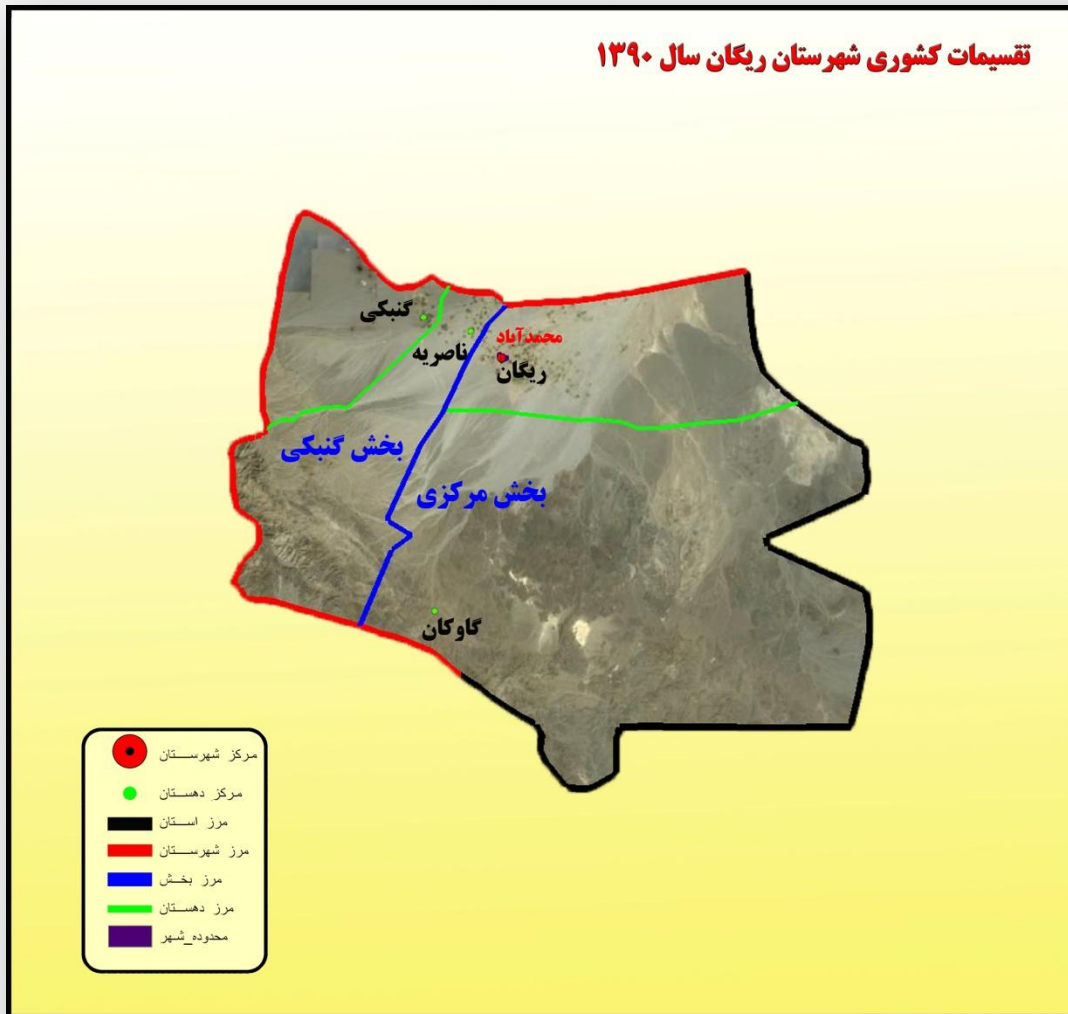 تقسیمات کشوری شهرستان ریگان سال ۱۳۹۰
گنبکی
ناصریه
محمدآباد
ریگان
بخش گنبکی
بخش مرکزی
گاوکان
مرکز شهرستان
مرکز دهستان
مرز استان
مرز شهرستان
مرز بخش
مرز دهستان
محدوده_شهر